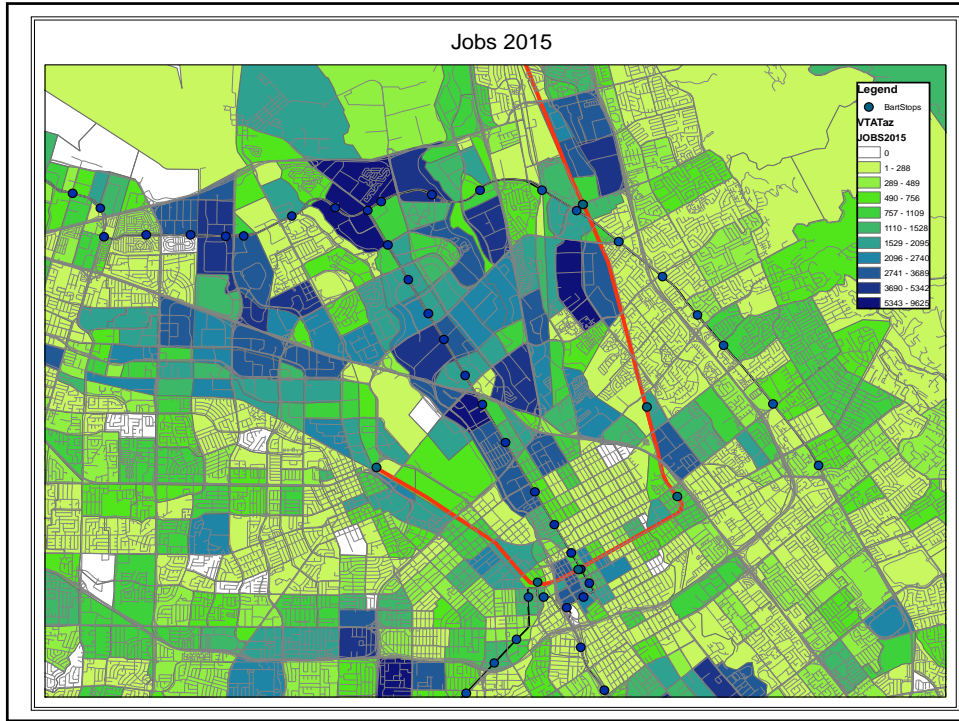 Jobs 2015
Legend
BartStops
VTATaz
JOBS2015
0
1 - 288
289 - 489
490 - 756
757 - 1109
1110 - 1528
1529 - 2095
2096 - 2740
2741 - 3689
3690 - 5342
5343 - 9625